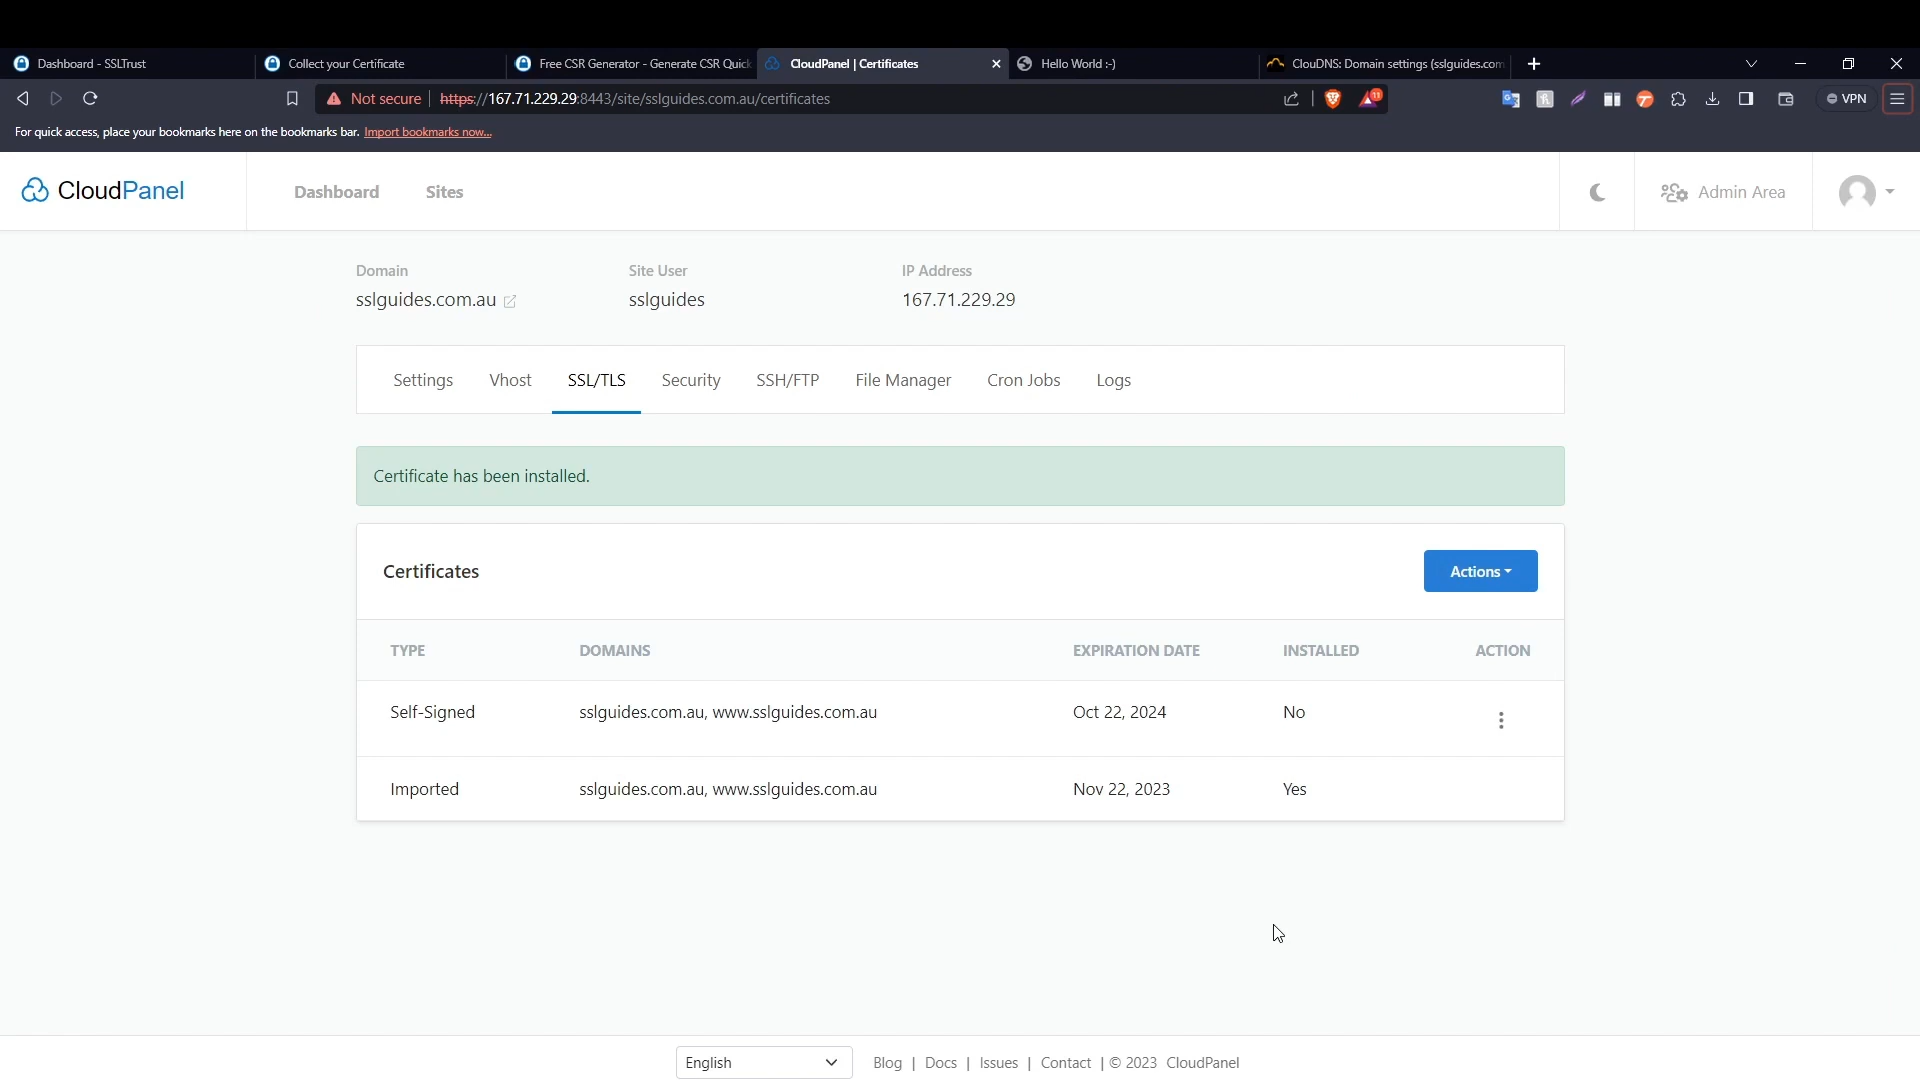 Dashboard - SSLTrust
Collect your Certificate
Free CSR Generator - Generate CSR Quick
CloudPanel | Certificates
Hello World :-)
ClouDNS: Domain settings (sslguides.com
Not secure
https://167.71.229.29:8443/site/sslguides.com.au/certificates
11
VPN
For quick access, place your bookmarks here on the bookmarks bar. Import bookmarks now...
CloudPanel
Dashboard
Sites
Admin Area
Domain
Site User
IP Address
sslguides.com.au
sslguides
167.71.229.29
Settings
Vhost
SSL/TLS
Security
SSH/FTP
File Manager
Cron Jobs
Logs
Certificate has been installed.
Certificates
Actions
TYPE
DOMAINS
EXPIRATION DATE
INSTALLED
ACTION
Self-Signed
sslguides.com.au, www.sslguides.com.au
Oct 22, 2024
No
Imported
sslguides.com.au, www.sslguides.com.au
Nov 22, 2023
Yes
English
Blog | Docs | Issues | Contact | © 2023 CloudPanel